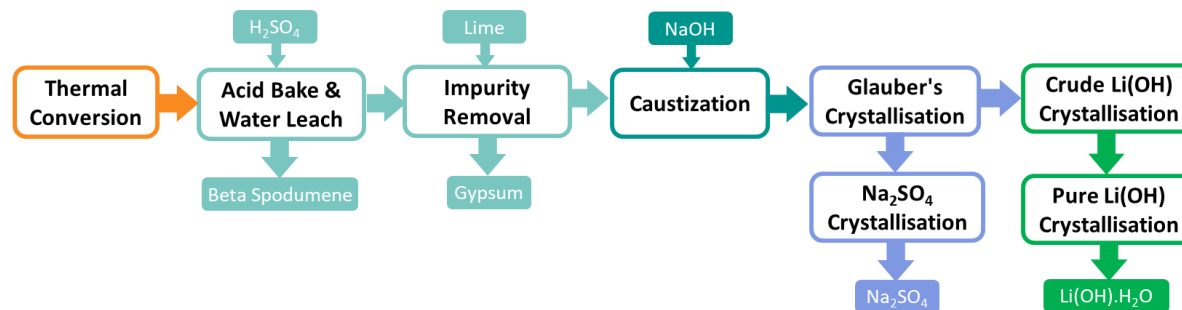 H₂SO₄
Lime
NaOH
Thermal
Conversion
Acid Bake &
Water Leach
Impurity
Removal
Caustization
Glauber's
Crystallisation
Crude Li(OH)
Crystallisation
Beta Spodumene
Gypsum
Na₂SO₄
Crystallisation
Pure Li(OH)
Crystallisation
Na₂SO₄
Li(OH).H₂O